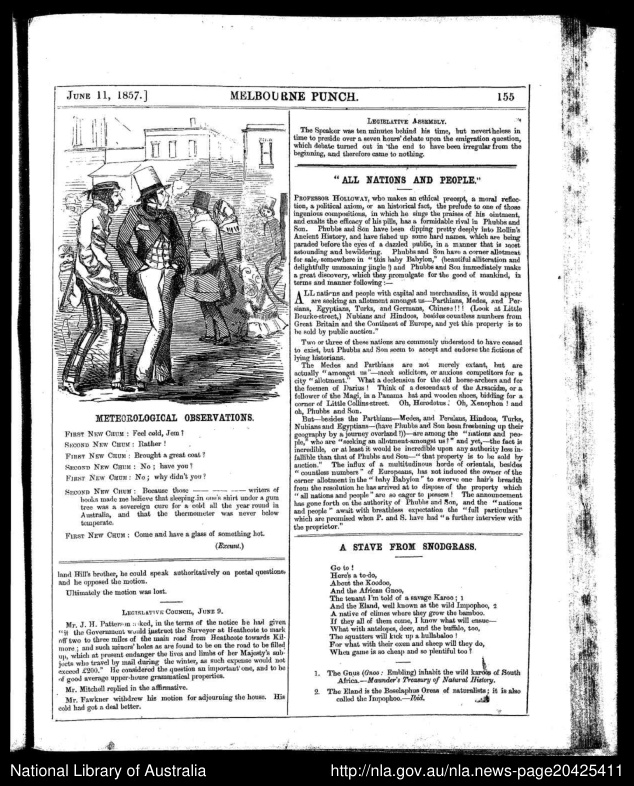 JUNE 11, 1857.]
MELBOURNE PUNCH.
155
METEOROLOGICAL OBSERVATIONS.
FIRST NEW CHUM: Feel cold, Jem?
SECOND NEW CHUM: Rather!
FIRST NEW CHUM: Brought a great coat?
SECOND NEW CHUM: No; have you?
FIRST NEW CHUM: No; why didn't you?
SECOND NEW CHUM: Because those —— —— —— writers of
books made me believe that sleeping in one's shirt under a gum
tree was a sovereign cure for a cold all the year round in
Australia, and that the thermometer was never below
temperate.
FIRST NEW CHUM: Come and have a glass of something hot.
(Exeunt.)
land Hill's brother, he could speak authoritatively on postal questions,
and he opposed the motion.
Ultimately the motion was lost.
LEGISLATIVE COUNCIL, JUNE 9.
Mr. J. H. Patterson asked, in the terms of the notice he had given
"if the Government would instruct the Surveyor at Heathcote to mark
off two to three miles of the main road from Heathcote towards Kil-
more; and such miners' holes as are found to be on the road to be filled
up, which at present endanger the lives and limbs of her Majesty's sub-
jects who travel by mail during the winter, as such expense would not
exceed £200." He considered the question an important one, and to be
of good average upper-house grammatical properties.
Mr. Mitchell replied in the affirmative.
Mr. Fawkner withdrew his motion for adjourning the house. His
cold had got a deal better.
LEGISLATIVE ASSEMBLY.
The Speaker was ten minutes behind his time, but nevertheless in
time to preside over a seven hours' debate upon the emigration question,
which debate turned out in the end to have been irregular from the
beginning, and therefore came to nothing.
"ALL NATIONS AND PEOPLE."
PROFESSOR HOLLOWAY, who makes an ethical precept, a moral reflec-
tion, a political axiom, or an historical fact, the prelude to one of those
ingenious compositions, in which he sings the praises of his ointment,
and exalts the efficacy of his pills, has a formidable rival in Phubbs and
Son. Phubbs and Son have been dipping pretty deeply into Rollin's
Ancient History, and have fished up some hard names, which are being
paraded before the eyes of a dazzled public, in a manner that is most
astounding and bewildering. Phubbs and Son have a corner allotment
for sale, somewhere in "this baby Babylon," (beautiful alliteration and
delightfully unmeaning jingle!) and Phubbs and Son immediately make
a great discovery, which they promulgate for the good of mankind, in
terms and manner following:—
ALL nations and people with capital and merchandise, it would appear
are seeking an allotment amongst us—Parthians, Medes, and Per-
sians, Egyptians, Turks, and Germans, Chinese!!! (Look at Little
Bourke-street,) Nubians and Hindoos, besides countless numbers from
Great Britain and the Continent of Europe, and yet this property is to
be sold by public auction."
Two or three of these nations are commonly understood to have ceased
to exist, but Phubbs and Son seem to accept and endorse the fictions of
lying historians.
The Medes and Parthians are not merely extant, but are
actually "amongst us"—meek solicitors, or anxious competitors for a
city "allotment." What a declension for the old horse-archers and for
the foemen of Darius! Think of a descendant of the Arsacidæ, or a
follower of the Magi, in a Panama hat and wooden shoes, bidding for a
corner of Little Collins-street. Oh, Herodotus! Oh, Xenophon! and
oh, Phubbs and Son.
But—besides the Parthians—Medes, and Persians, Hindoos, Turks,
Nubians and Egyptians—(have Phubbs and Son been freshening up their
geography by a journey overland?)—are among the "nations and peo-
ple," who are "seeking an allotment amongst us?" and yet,—the fact is
incredible, or at least it would be incredible upon any authority less in-
fallible than that of Phubbs and Son—"that property is to be sold by
auction." The influx of a multitudinous horde of orientals, besides
"countless numbers" of Europeans, has not induced the owner of the
corner allotment in the "baby Babylon" to swerve one hair's breadth
from the resolution he has arrived at to dispose of the property which
"all nations and people" are so eager to possess! The announcement
has gone forth on the authority of Phubbs and Son, and the "nations
and people" await with breathless expectation the "full particulars"
which are promised when P. and S. have had "a further interview with
the proprietor."
A STAVE FROM SNODGRASS.
Go to!
Here's a to-do,
About the Koodoo,
And the African Gnoo,
The tenant I'm told of a savage Karoo; 1
And the Eland, well known as the wild Impophoo, 2
A native of climes where they grow the bamboo.
If they all of them come, I know what will ensue—
What with antelopes, deer, and the buffalo, too,
The squatters will kick up a hullabaloo!
For what with their oxen and sheep will they do,
When game is so cheap and so plentiful too?
1. The Gnus (Gnoo: Embling) inhabit the wild karoos of South
Africa.—Maunder's Treasury of Natural History.
2. The Eland is the Boselaphus Oreas of naturalists; it is also
called the Impophoo.—Ibid.
National Library of Australia
http://nla.gov.au/nla.news-page20425411